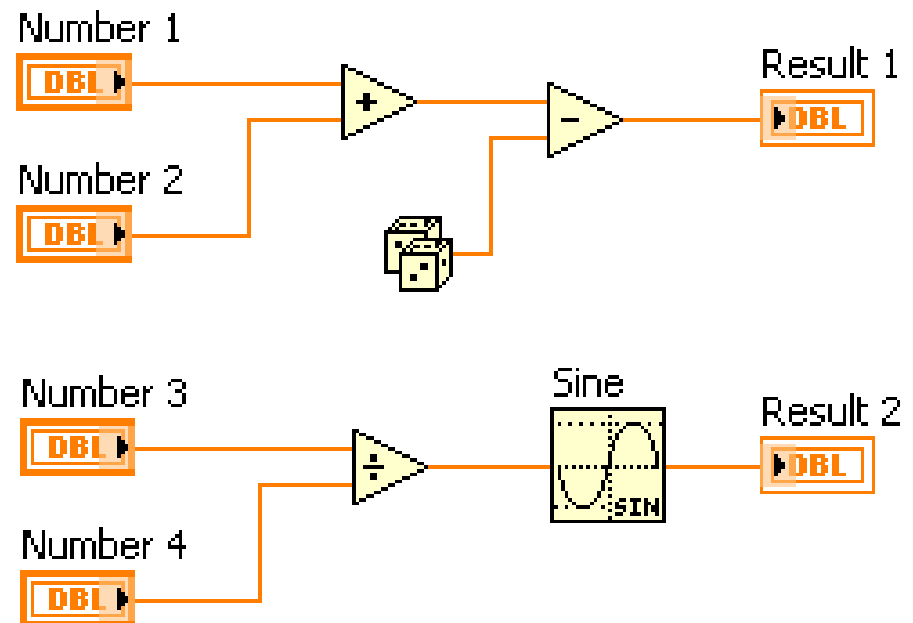 Number 1
DBL
+
-
Result 1
DBL
Number 2
DBL
Number 3
DBL
÷
Sine
SIN
Result 2
DBL
Number 4
DBL